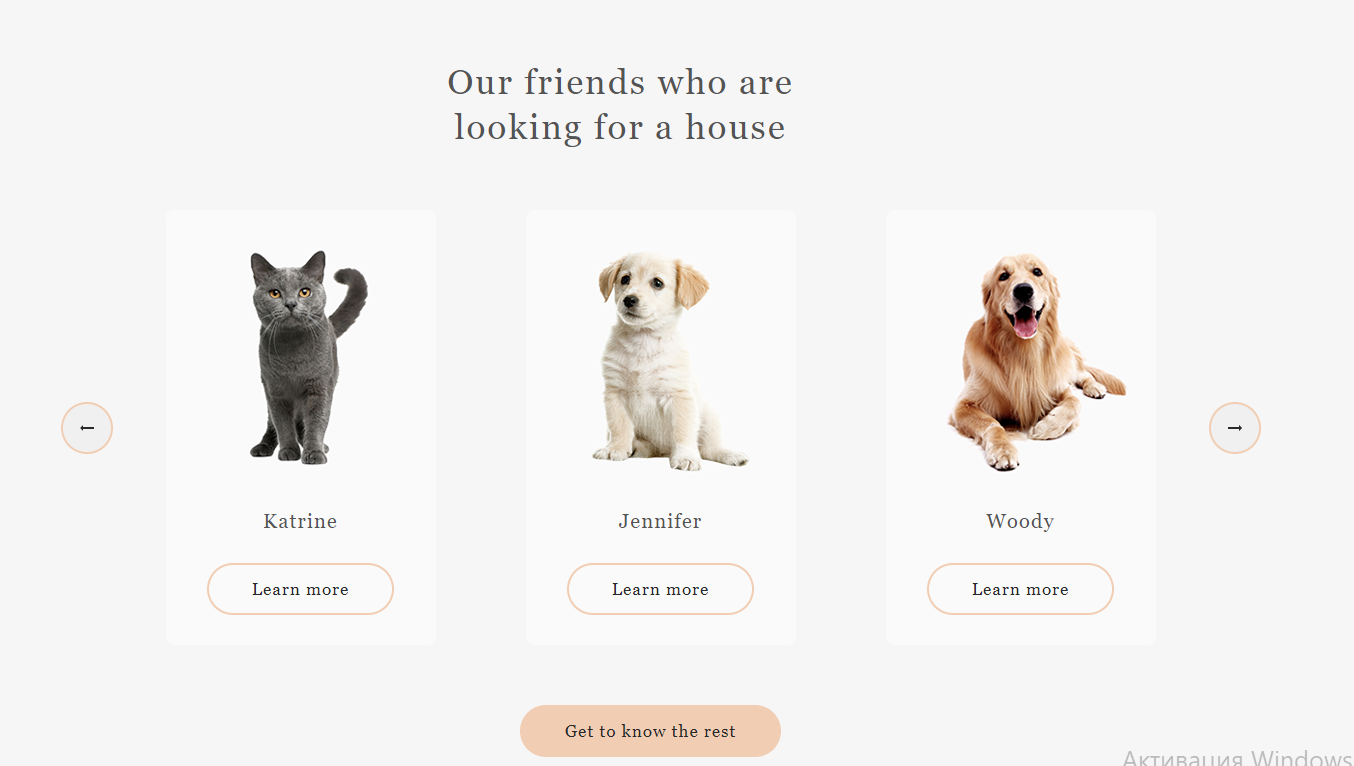 Our friends who are
looking for a house
←
→
Katrine
Jennifer
Woody
Learn more
Learn more
Learn more
Get to know the rest
Активация Windows